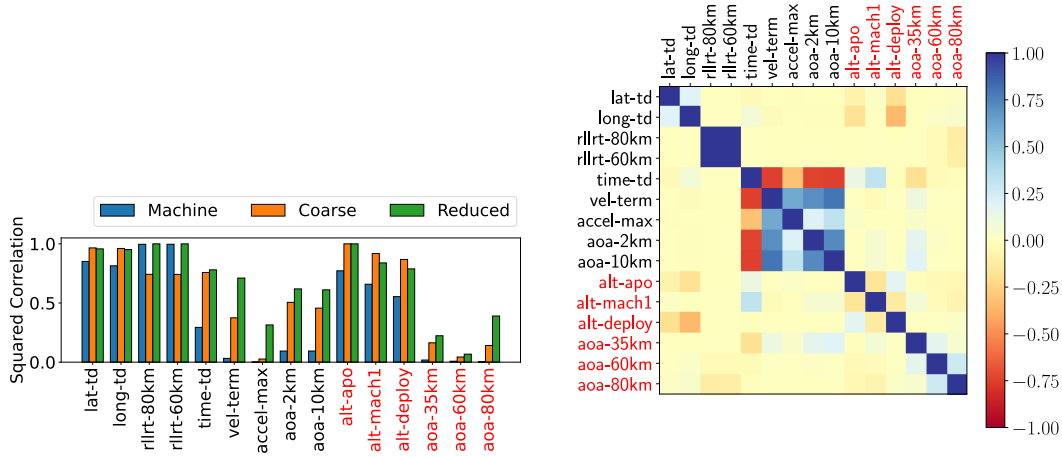 Machine
Coarse
Reduced
Squared Correlation
1.0
0.5
0.0
lat-td
long-td
rllrt-80km
rllrt-60km
time-td
vel-term
accel-max
aoa-2km
aoa-10km
alt-apo
alt-mach1
alt-deploy
aoa-35km
aoa-60km
aoa-80km
lat-td
long-td
rllrt-80km
rllrt-60km
time-td
vel-term
accel-max
aoa-2km
aoa-10km
alt-apo
alt-mach1
alt-deploy
aoa-35km
aoa-60km
aoa-80km
lat-td
long-td
rllrt-80km
rllrt-60km
time-td
vel-term
accel-max
aoa-2km
aoa-10km
alt-apo
alt-mach1
alt-deploy
aoa-35km
aoa-60km
aoa-80km
1.00
0.75
0.50
0.25
0.00
−0.25
−0.50
−0.75
−1.00